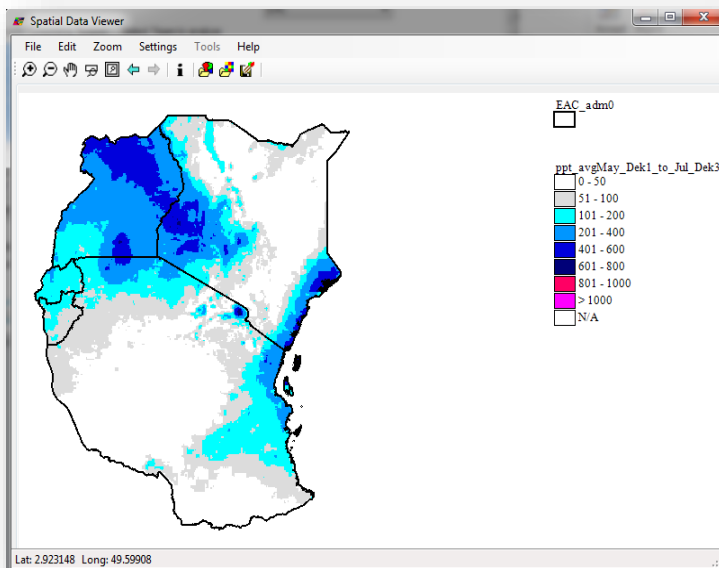 Spatial Data Viewer
File Edit Zoom Settings Tools Help
EAC_adm0
ppt_avgMay_Dek1_to_Jul_Dek3
0 - 50
51 - 100
101 - 200
201 - 400
401 - 600
601 - 800
801 - 1000
> 1000
N/A
Lat: 2.923148 Long: 49.59908